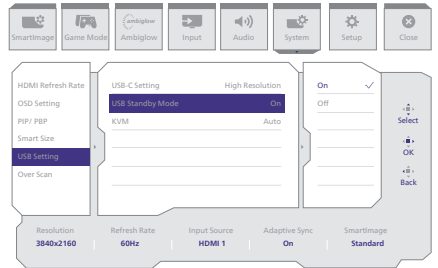 ambiglow
SmartImage Game Mode Ambiglow Input Audio System Setup Close
HDMI Refresh Rate USB-C Setting High Resolution On
OSD Setting USB Standby Mode On Off
PIP/ PBP KVM Auto
Smart Size
USB Setting
Over Scan
Select
OK
Back
Resolution Refresh Rate Input Source Adaptive Sync SmartImage
3840x2160 60Hz HDMI 1 On Standard